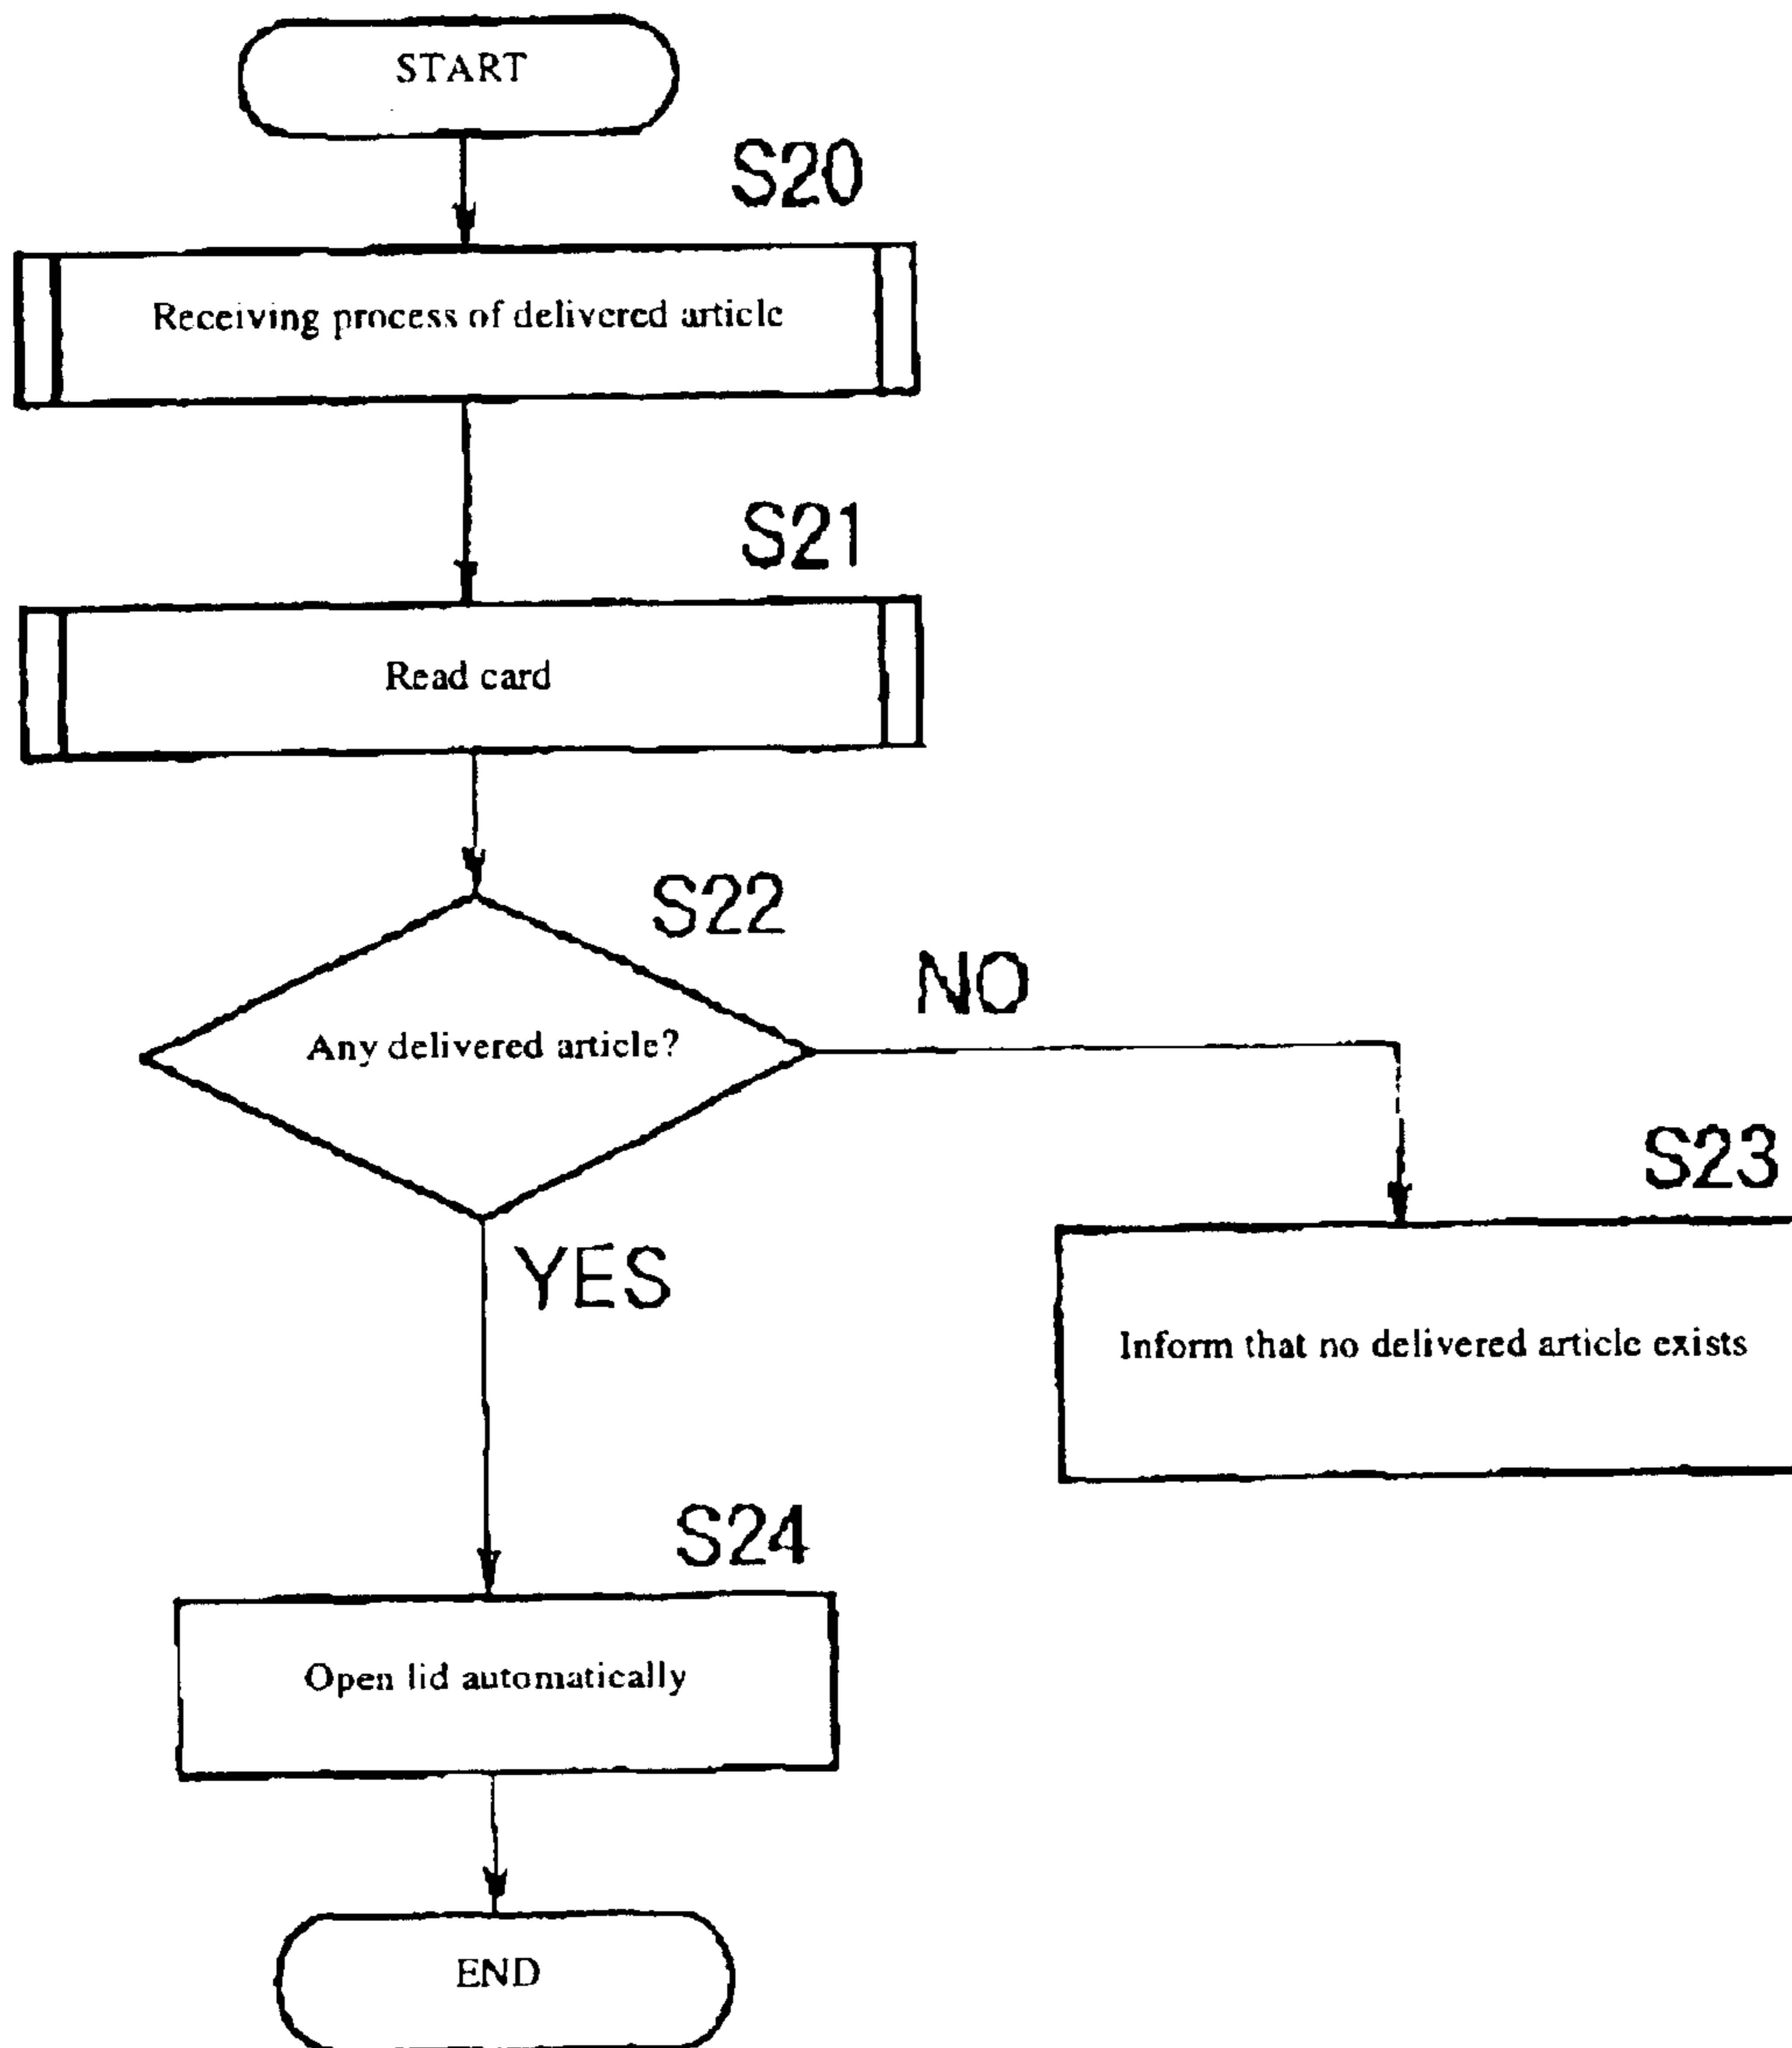 START
S20
Receiving process of delivered article
S21
Read card
S22
Any delivered article?
NO
YES
S23
Inform that no delivered article exists
S24
Open lid automatically
END